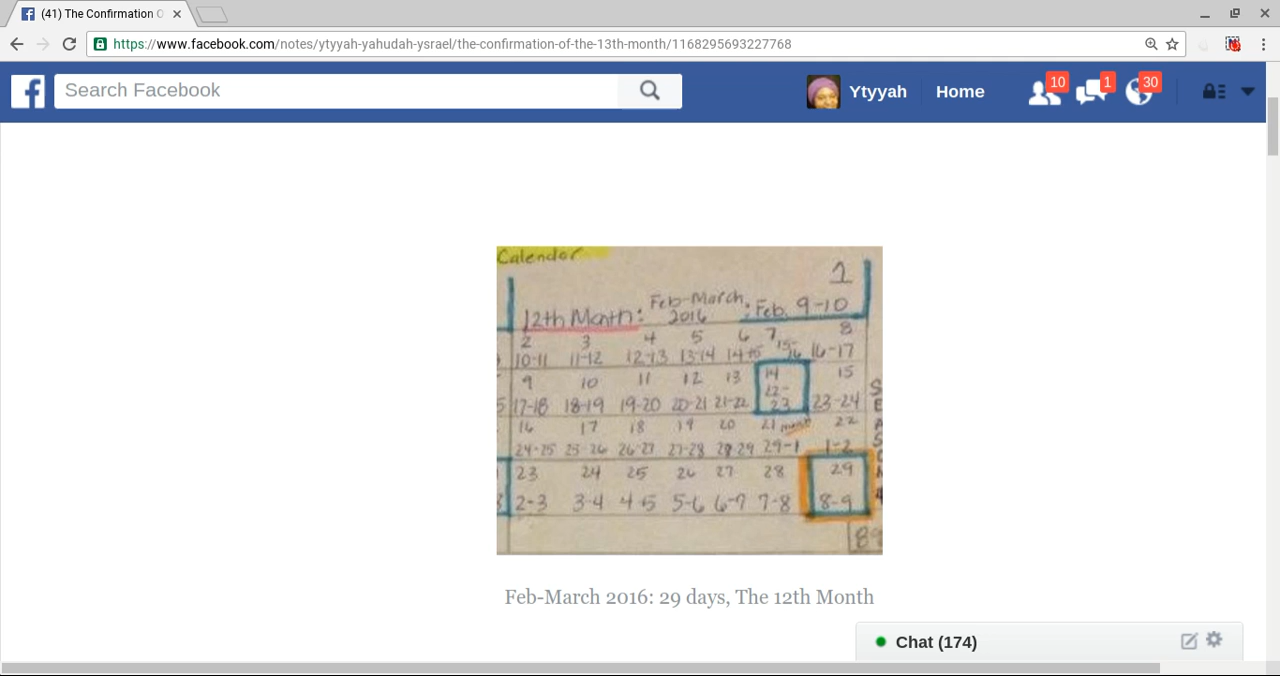 (41) The Confirmation O
https://www.facebook.com/notes/ytyyah-yahudah-ysrael/the-confirmation-of-the-13th-month/1168295693227768
Search Facebook
Ytyyah
Home
10
1
30
Calendor
1
12th Month: Feb-March 2016 : Feb. 9-10
2 3 4 5 6 7 8
10-11 11-12 12-13 13-14 14-15 15-16 16-17
9 10 11 12 13 14 15
17-18 18-19 19-20 20-21 21-22 22-23 23-24
16 17 18 19 20 21 22
24-25 25-26 26-27 27-28 28-29 29-1 1-2
23 24 25 26 27 28 29
2-3 3-4 4-5 5-6 6-7 7-8 8-9
89
Feb-March 2016: 29 days, The 12th Month
Chat (174)